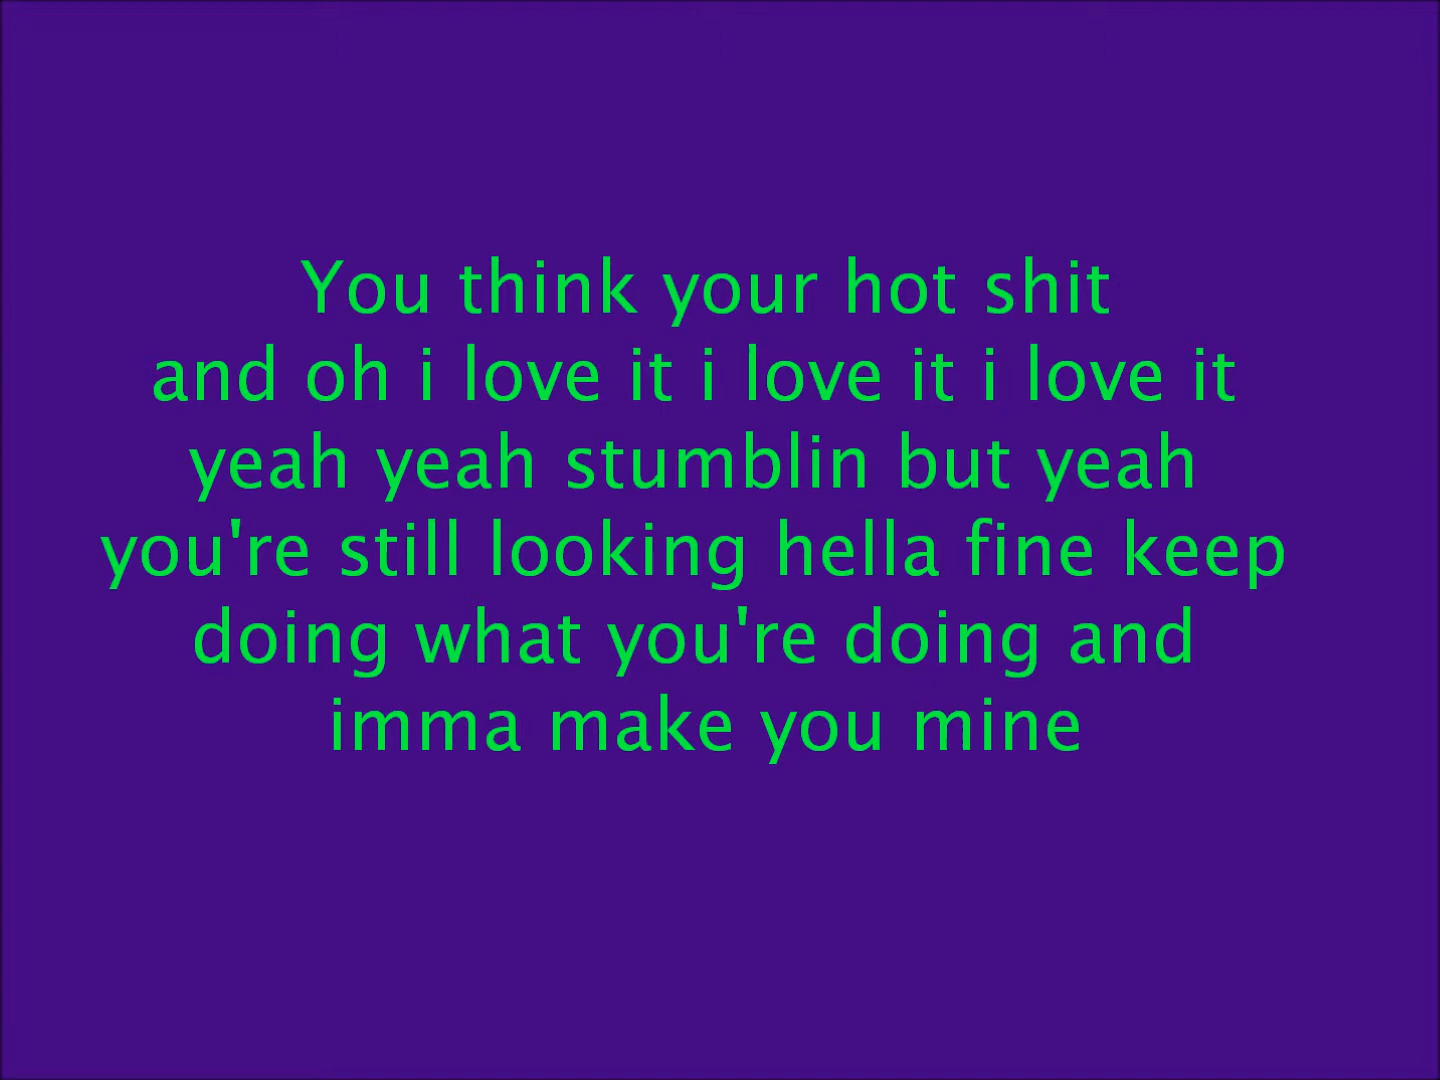 You think your hot shit
and oh i love it i love it i love it
yeah yeah stumblin but yeah
you're still looking hella fine keep
doing what you're doing and
imma make you mine